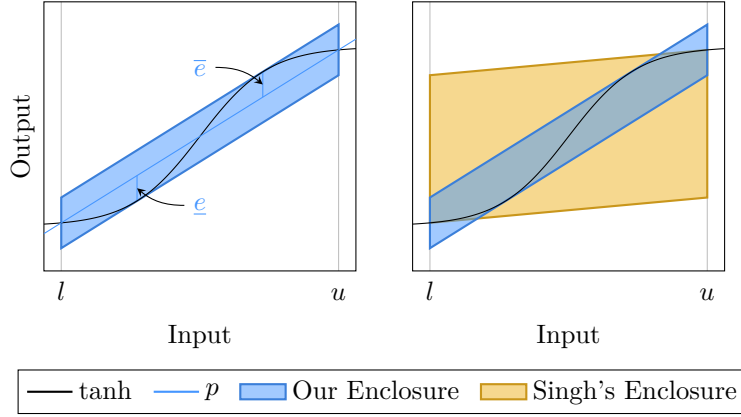 Output
e̅
e̲
l
u
Input
l
u
Input
tanh
p
Our Enclosure
Singh's Enclosure